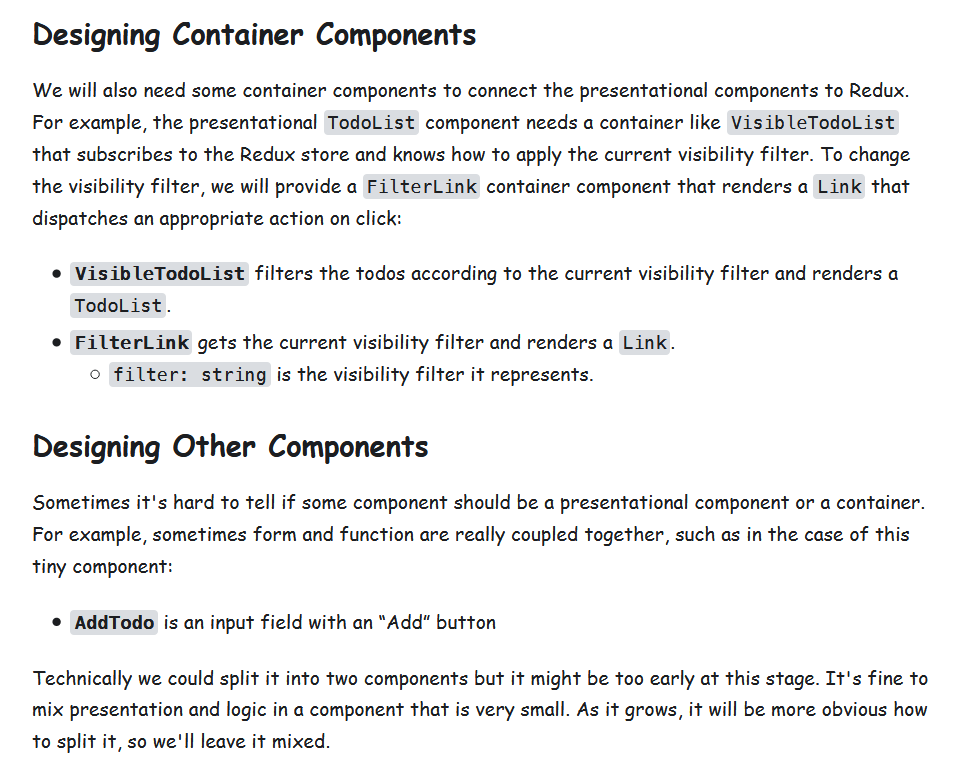 Designing Container Components
We will also need some container components to connect the presentational components to Redux.
For example, the presentational TodoList component needs a container like VisibleTodoList
that subscribes to the Redux store and knows how to apply the current visibility filter. To change
the visibility filter, we will provide a FilterLink container component that renders a Link that
dispatches an appropriate action on click:
• VisibleTodoList filters the todos according to the current visibility filter and renders a
TodoList.
• FilterLink gets the current visibility filter and renders a Link.
○ filter: string is the visibility filter it represents.
Designing Other Components
Sometimes it's hard to tell if some component should be a presentational component or a container.
For example, sometimes form and function are really coupled together, such as in the case of this
tiny component:
• AddTodo is an input field with an “Add” button
Technically we could split it into two components but it might be too early at this stage. It's fine to
mix presentation and logic in a component that is very small. As it grows, it will be more obvious how
to split it, so we'll leave it mixed.